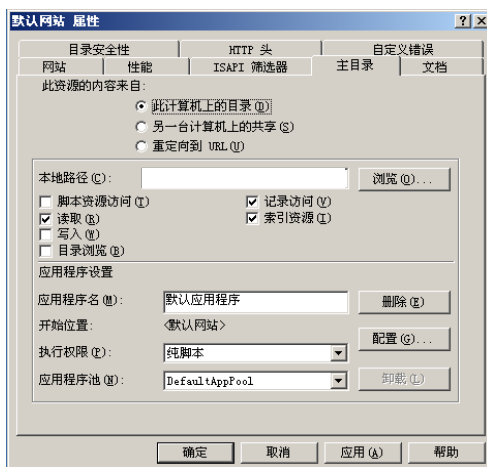 默认网站 属性
目录安全性 HTTP 头 自定义错误
网站 性能 ISAPI 筛选器 主目录 文档
此资源的内容来自:
此计算机上的目录(D)
另一台计算机上的共享(S)
重定向到 URL(U)
本地路径(C): 浏览(O)...
脚本资源访问(T) 记录访问(V)
读取(R) 索引资源(I)
写入(W)
目录浏览(B)
应用程序设置
应用程序名(M): 默认应用程序 删除(E)
开始位置: <默认网站>
配置(G)...
执行权限(P): 纯脚本
应用程序池(N): DefaultAppPool 卸载(L)
确定 取消 应用(A) 帮助